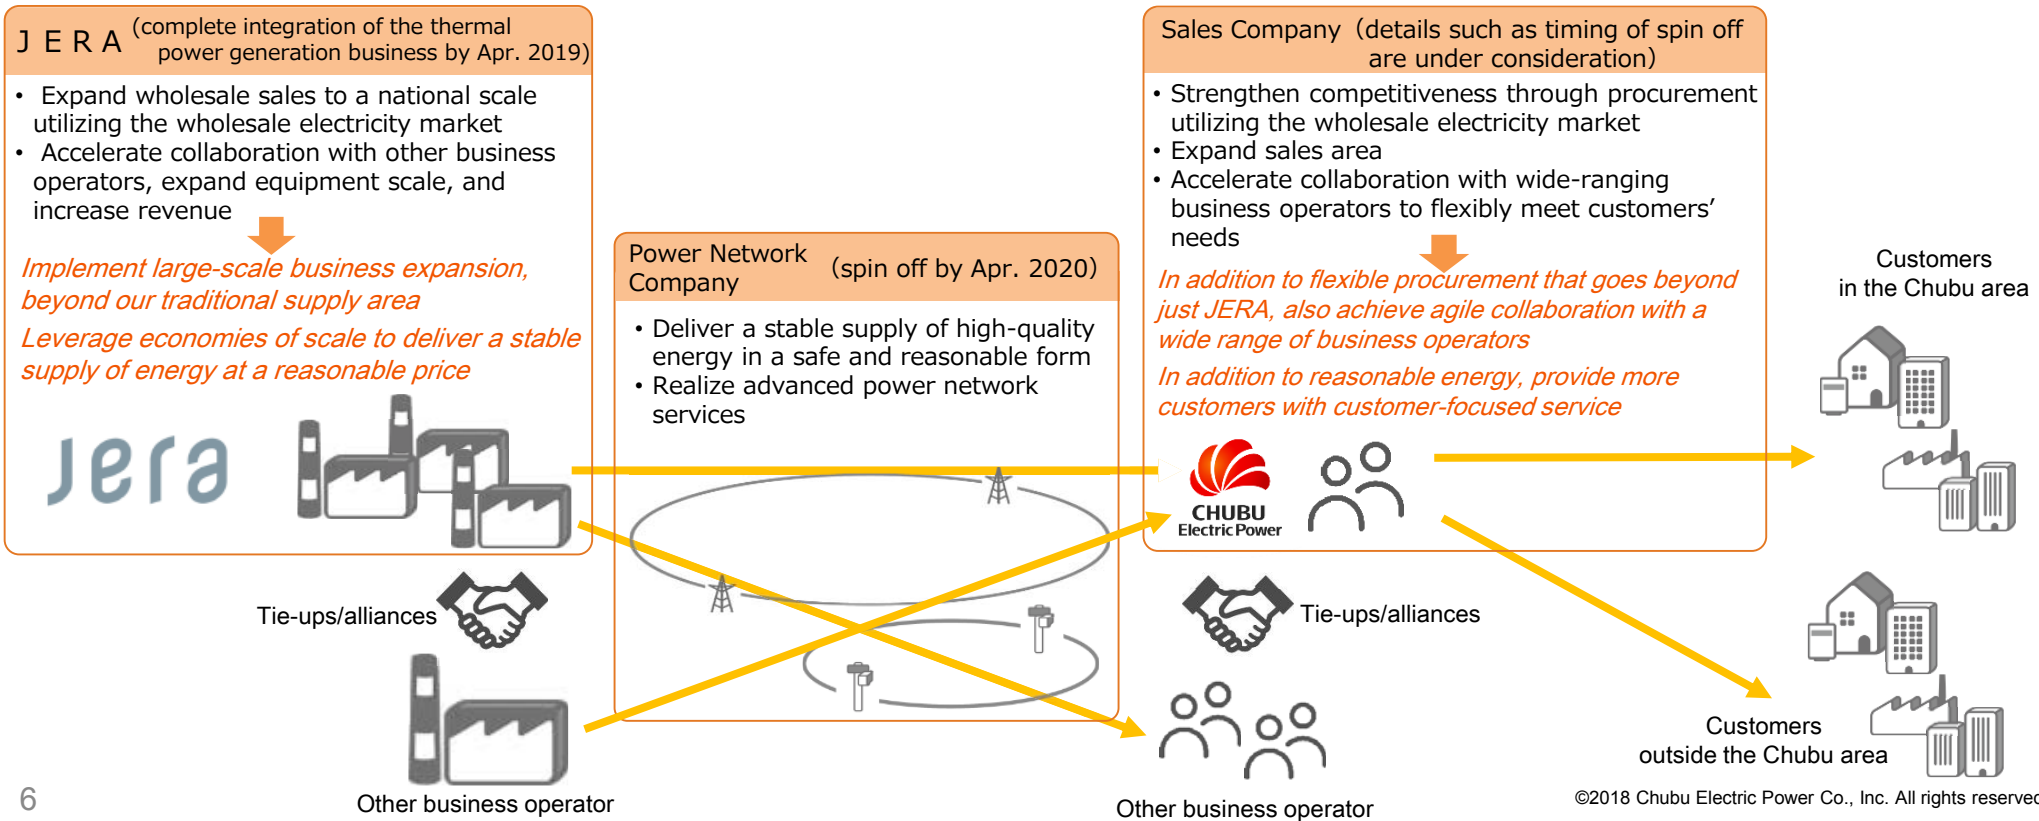 J E R A (complete integration of the thermal
power generation business by Apr. 2019)
• Expand wholesale sales to a national scale
utilizing the wholesale electricity market
• Accelerate collaboration with other business
operators, expand equipment scale, and
increase revenue
Implement large-scale business expansion,
beyond our traditional supply area
Leverage economies of scale to deliver a stable
supply of energy at a reasonable price
Jera
Tie-ups/alliances
Other business operator
Power Network
Company
(spin off by Apr. 2020)
• Deliver a stable supply of high-quality
energy in a safe and reasonable form
• Realize advanced power network
services
Sales Company (details such as timing of spin off
are under consideration)
• Strengthen competitiveness through procurement
utilizing the wholesale electricity market
• Expand sales area
• Accelerate collaboration with wide-ranging
business operators to flexibly meet customers’
needs
In addition to flexible procurement that goes beyond
just JERA, also achieve agile collaboration with a
wide range of business operators
In addition to reasonable energy, provide more
customers with customer-focused service
CHUBU
Electric Power
Tie-ups/alliances
Other business operator
Customers
in the Chubu area
Customers
outside the Chubu area
6
©2018 Chubu Electric Power Co., Inc. All rights reserved